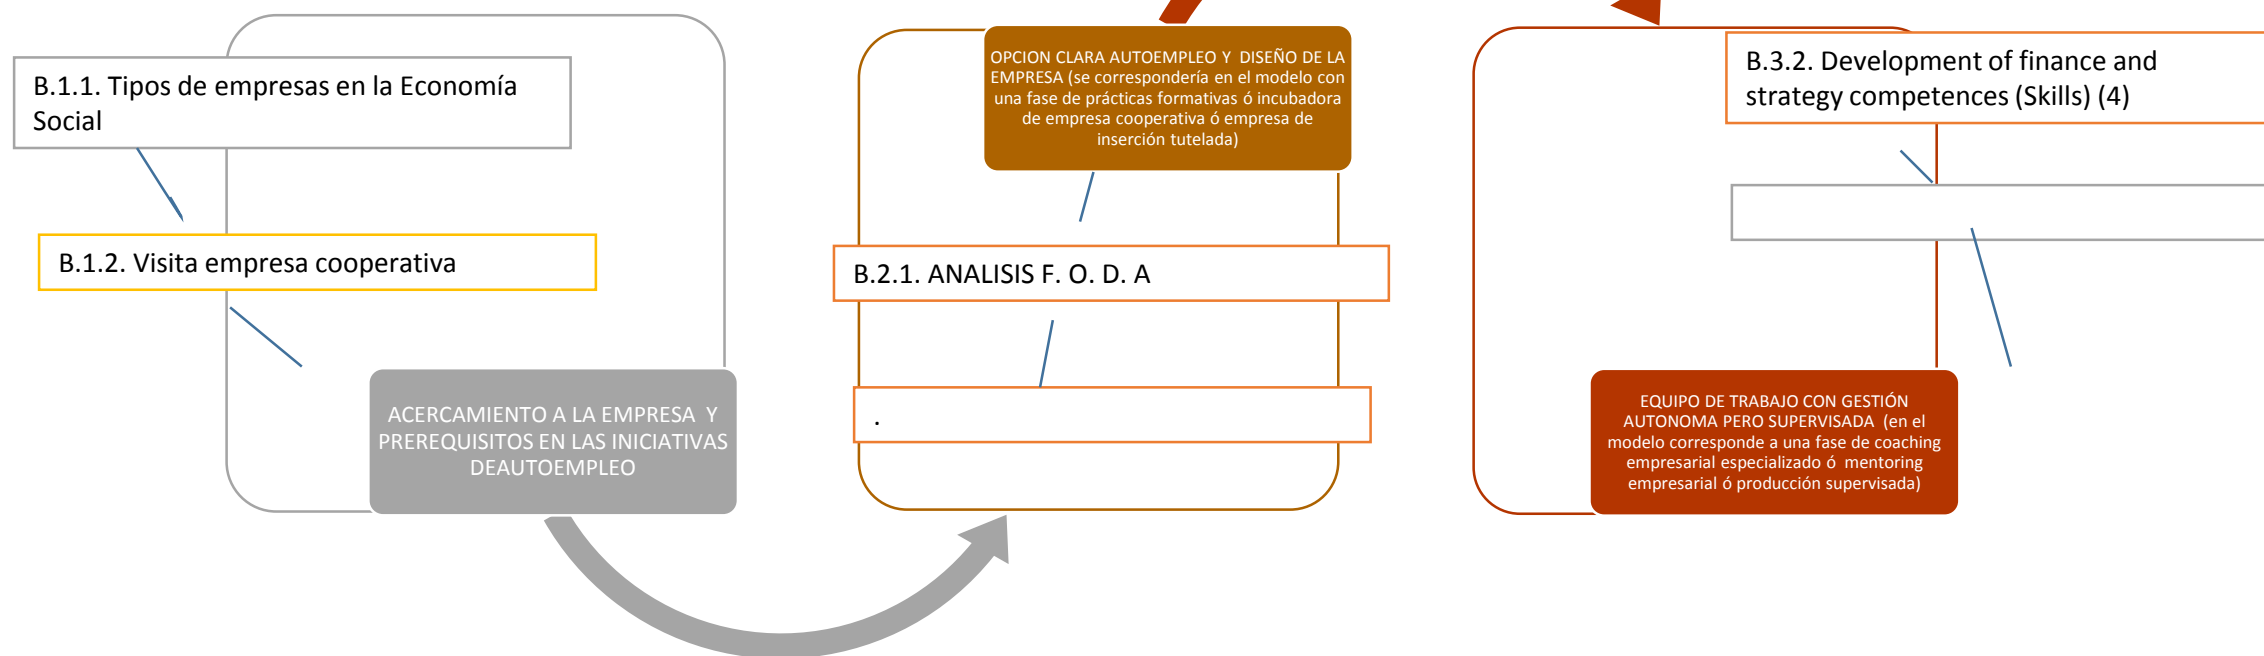 B.1.1. Tipos de empresas en la Economía
Social
B.1.2. Visita empresa cooperativa
ACERCAMIENTO A LA EMPRESA Y
PREREQUISITOS EN LAS INICIATIVAS
DEAUTOEMPLEO
OPCION CLARA AUTOEMPLEO Y DISEÑO DE LA
EMPRESA (se correspondería en el modelo con
una fase de prácticas formativas ó incubadora
de empresa cooperativa ó empresa de
inserción tutelada)
B.2.1. ANALISIS F. O. D. A
.
B.3.2. Development of finance and
strategy competences (Skills) (4)
EQUIPO DE TRABAJO CON GESTIÓN
AUTONOMA PERO SUPERVISADA (en el
modelo corresponde a una fase de coaching
empresarial especializado ó mentoring
empresarial ó producción supervisada)